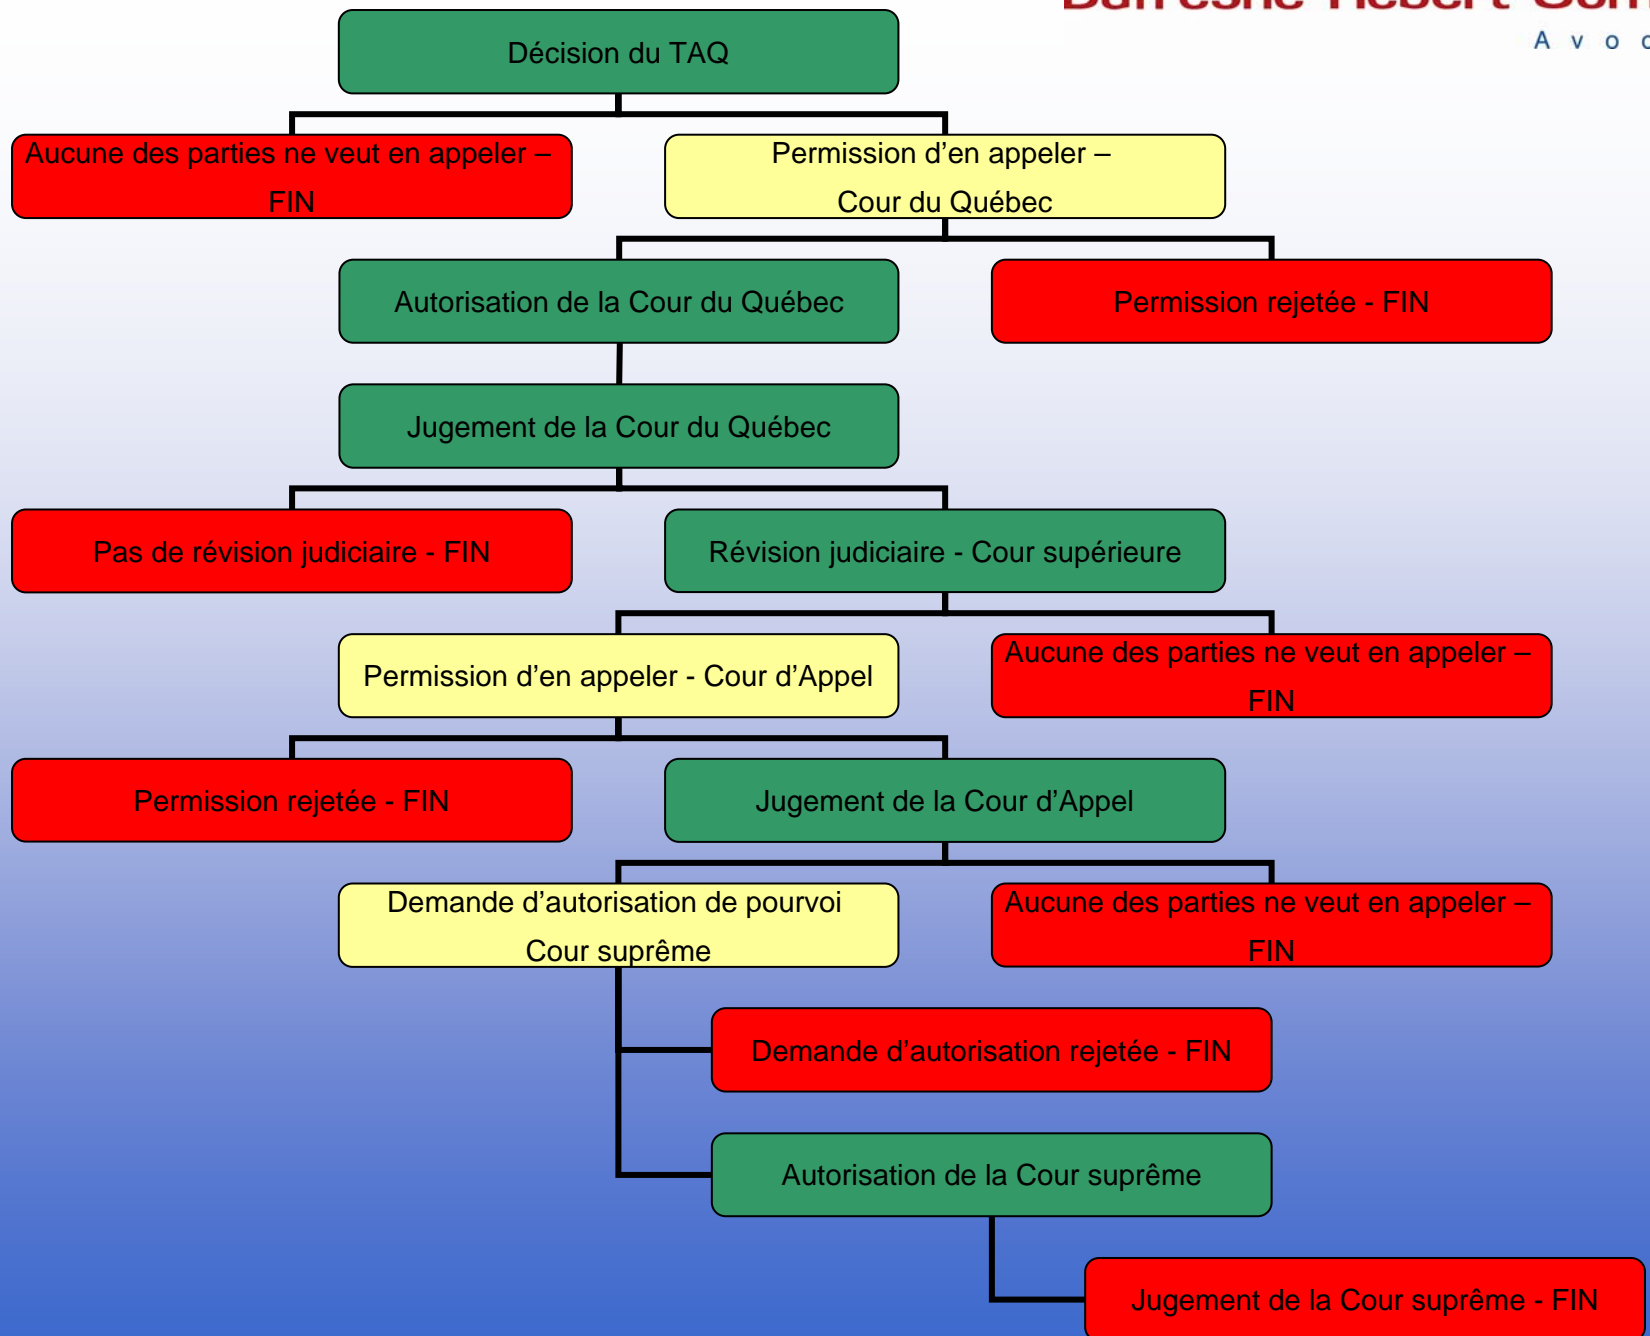 Décision du TAQ
Aucune des parties ne veut en appeler –
FIN
Permission d’en appeler –
Cour du Québec
Autorisation de la Cour du Québec
Permission rejetée - FIN
Jugement de la Cour du Québec
Pas de révision judiciaire - FIN
Révision judiciaire - Cour supérieure
Permission d’en appeler - Cour d’Appel
Aucune des parties ne veut en appeler –
FIN
Permission rejetée - FIN
Jugement de la Cour d’Appel
Demande d’autorisation de pourvoi
Cour suprême
Aucune des parties ne veut en appeler –
FIN
Demande d’autorisation rejetée - FIN
Autorisation de la Cour suprême
Jugement de la Cour suprême - FIN